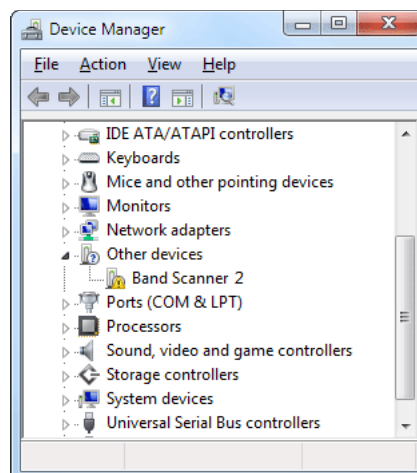 Device Manager
File Action View Help
IDE ATA/ATAPI controllers
Keyboards
Mice and other pointing devices
Monitors
Network adapters
Other devices
Band Scanner 2
Ports (COM & LPT)
Processors
Sound, video and game controllers
Storage controllers
System devices
Universal Serial Bus controllers